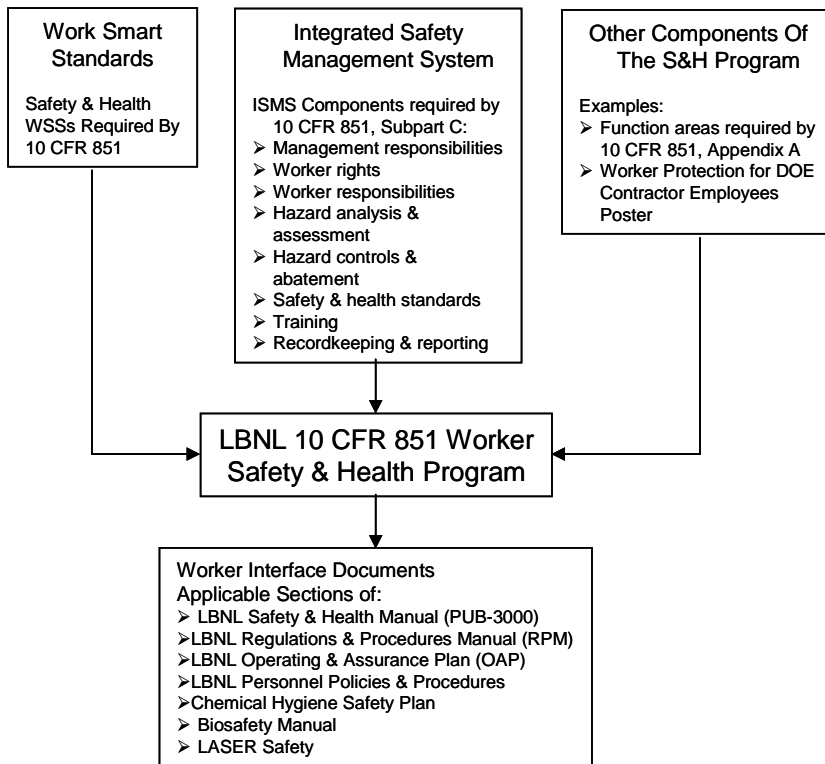 Work Smart
Standards
Safety & Health
WSSs Required By
10 CFR 851
Integrated Safety
Management System
ISMS Components required by
10 CFR 851, Subpart C:
➢ Management responsibilities
➢ Worker rights
➢ Worker responsibilities
➢ Hazard analysis &
assessment
➢ Hazard controls &
abatement
➢ Safety & health standards
➢ Training
➢ Recordkeeping & reporting
Other Components Of
The S&H Program
Examples:
➢ Function areas required by
10 CFR 851, Appendix A
➢ Worker Protection for DOE
Contractor Employees
Poster
LBNL 10 CFR 851 Worker
Safety & Health Program
Worker Interface Documents
Applicable Sections of:
➢ LBNL Safety & Health Manual (PUB-3000)
➢LBNL Regulations & Procedures Manual (RPM)
➢LBNL Operating & Assurance Plan (OAP)
➢LBNL Personnel Policies & Procedures
➢Chemical Hygiene Safety Plan
➢ Biosafety Manual
➢ LASER Safety